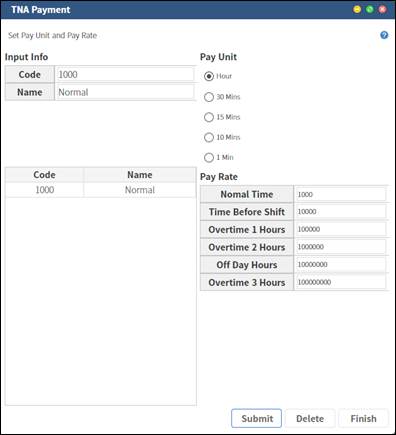 TNA Payment
Set Pay Unit and Pay Rate
Input Info
Code 1000
Name Normal
Code Name
1000 Normal
Pay Unit
Hour
30 Mins
15 Mins
10 Mins
1 Min
Pay Rate
Nomal Time 1000
Time Before Shift 10000
Overtime 1 Hours 100000
Overtime 2 Hours 1000000
Off Day Hours 10000000
Overtime 3 Hours 100000000
Submit Delete Finish